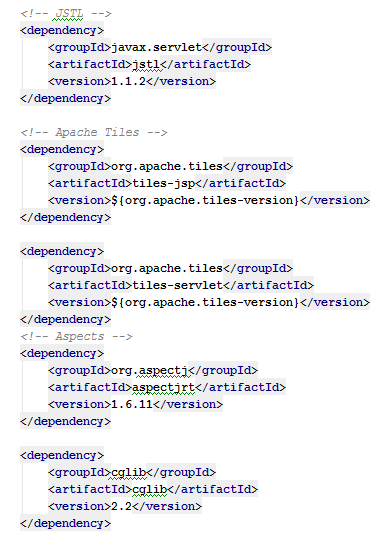 <!-- JSTL -->
<dependency>
<groupId>javax.servlet</groupId>
<artifactId>jstl</artifactId>
<version>1.1.2</version>
</dependency>
<!-- Apache Tiles -->
<dependency>
<groupId>org.apache.tiles</groupId>
<artifactId>tiles-jsp</artifactId>
<version>${org.apache.tiles-version}</version>
</dependency>
<dependency>
<groupId>org.apache.tiles</groupId>
<artifactId>tiles-servlet</artifactId>
<version>${org.apache.tiles-version}</version>
</dependency>
<!-- Aspects -->
<dependency>
<groupId>org.aspectj</groupId>
<artifactId>aspectjrt</artifactId>
<version>1.6.11</version>
</dependency>
<dependency>
<groupId>cglib</groupId>
<artifactId>cglib</artifactId>
<version>2.2</version>
</dependency>